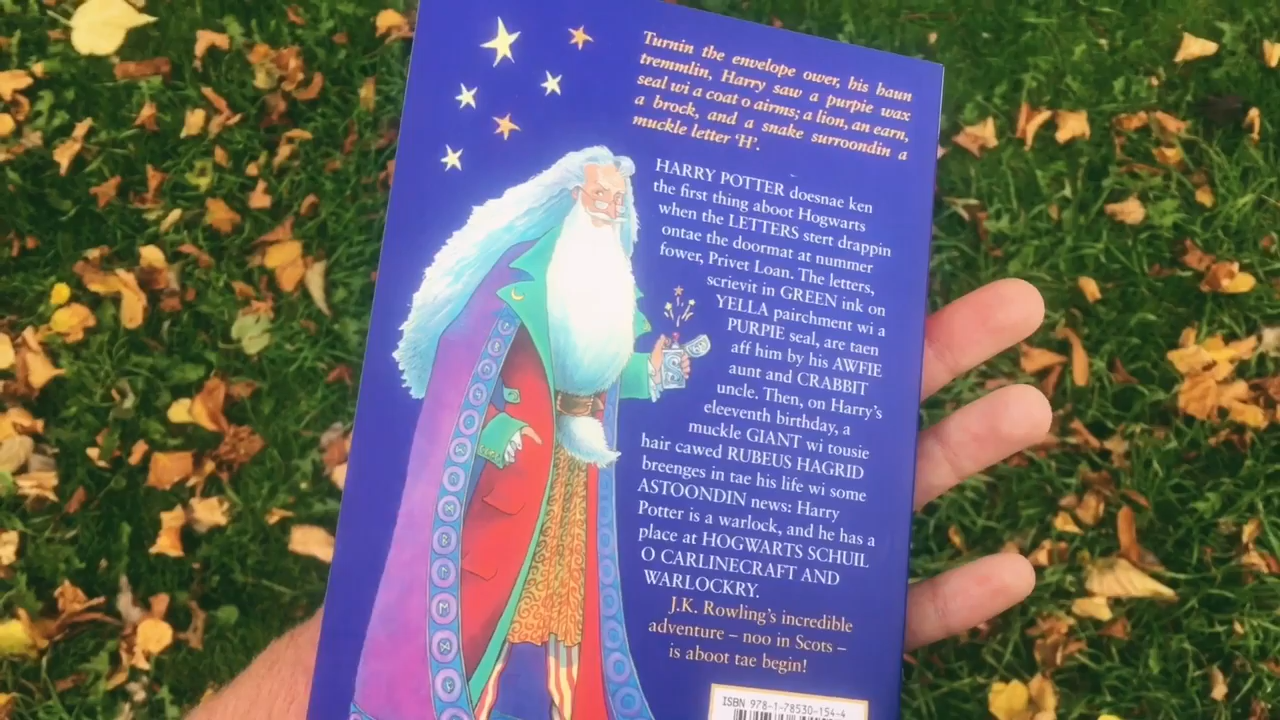 Turnin the envelope ower, his haun
tremmlin, Harry saw a purpie wax
seal wi a coat o airms; a lion, an earn,
a brock, and a snake surroondin a
muckle letter ‘H’.
HARRY POTTER doesnae ken
the first thing aboot Hogwarts
when the LETTERS stert drappin
ontae the doormat at nummer
fower, Privet Loan. The letters,
scrievit in GREEN ink on
YELLA pairchment wi a
PURPIE seal, are taen
aff him by his AWFIE
aunt and CRABBIT
uncle. Then, on Harry’s
eleeventh birthday, a
muckle GIANT wi tousie
hair cawed RUBEUS HAGRID
breenges in tae his life wi some
ASTOONDIN news: Harry
Potter is a warlock, and he has a
place at HOGWARTS SCHUIL
O CARLINECRAFT AND
WARLOCKRY.
J.K. Rowling’s incredible
adventure – noo in Scots –
is aboot tae begin!
ISBN 978-1-78530-154-4